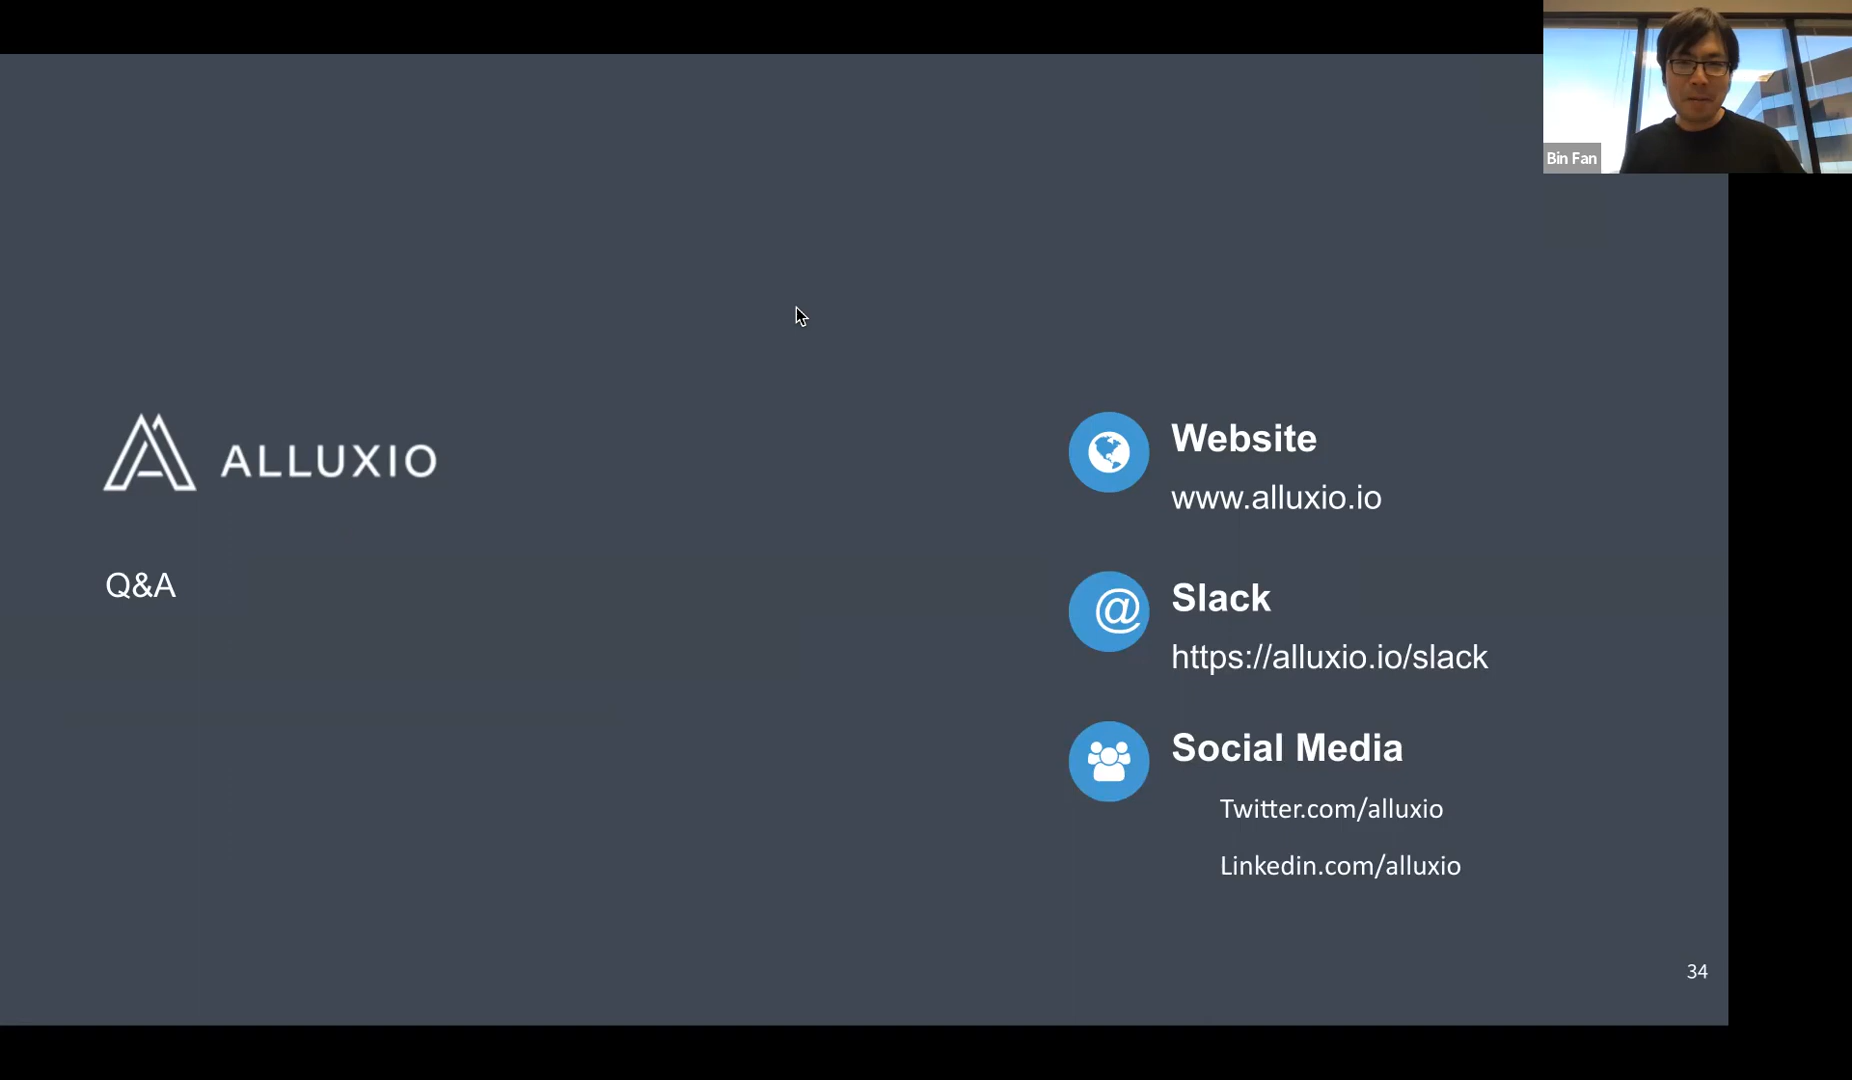 Bin Fan
ALLUXIO
Q&A
Website
www.alluxio.io
@
Slack
https://alluxio.io/slack
Social Media
Twitter.com/alluxio
Linkedin.com/alluxio
34